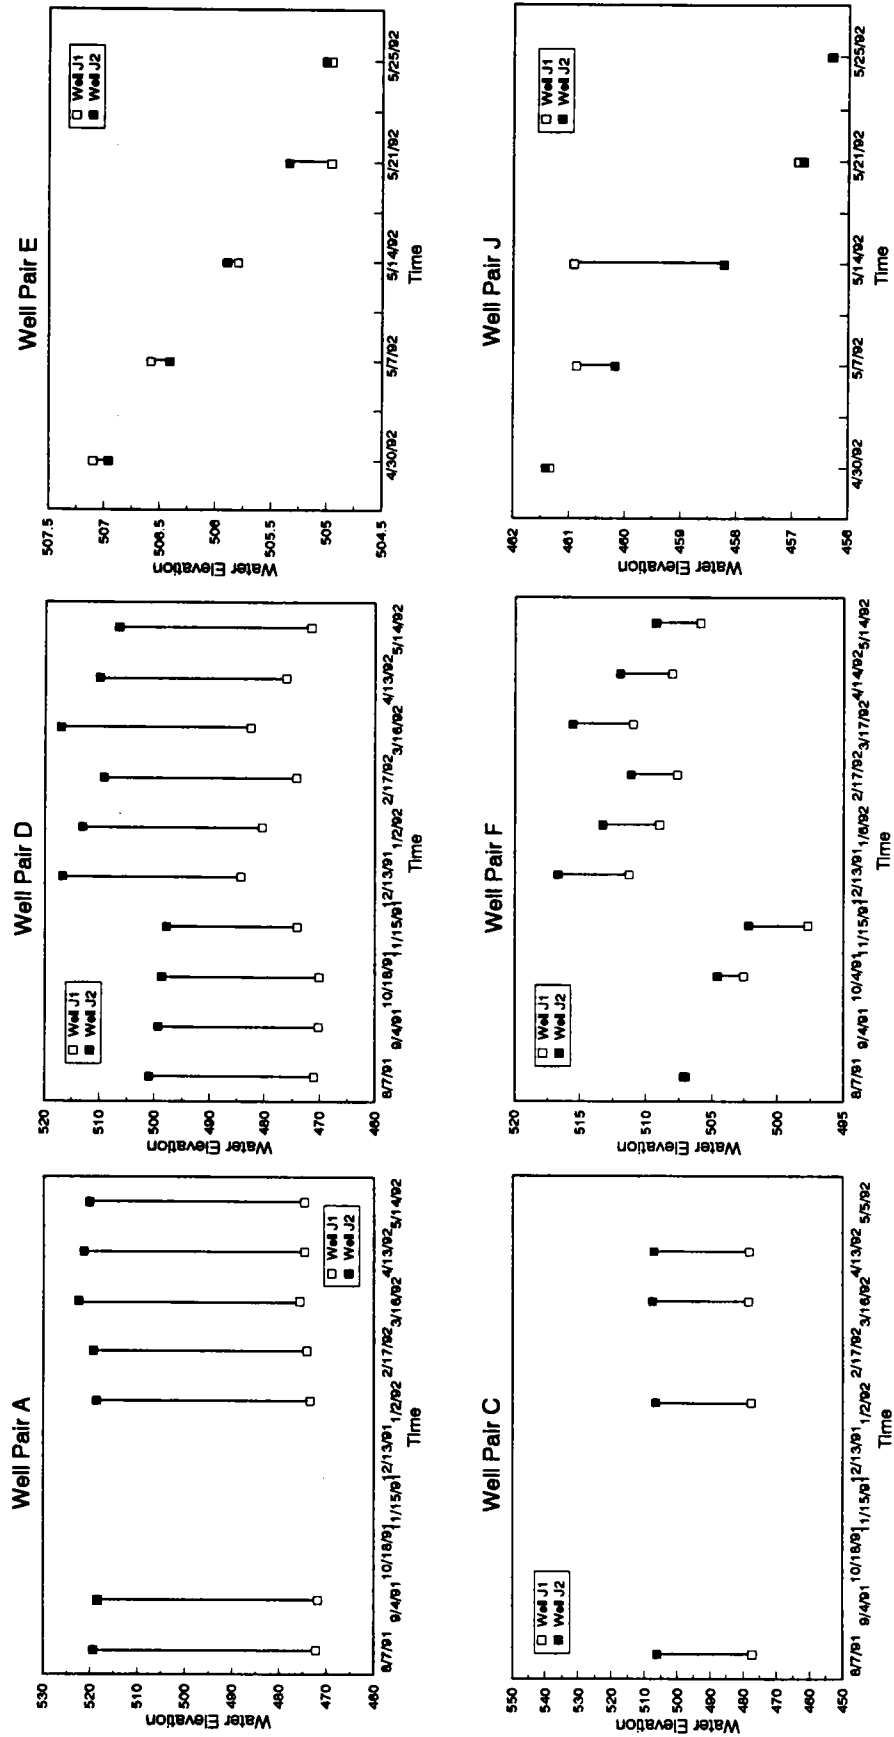 Well Pair A
Water Elevation
530
520
510
500
490
480
470
460
Well J1
Well J2
8/7/91 9/4/91 10/18/91 11/15/91 12/13/91 1/2/92 2/17/92 3/16/92 4/13/92 5/14/92
Time
Well Pair D
Water Elevation
520
510
500
490
480
470
460
Well J1
Well J2
8/7/91 9/4/91 10/18/91 11/15/91 12/13/91 1/2/92 2/17/92 3/16/92 4/13/92 5/14/92
Time
Well Pair E
Water Elevation
507.5
507
506.5
506
505.5
505
504.5
Well J1
Well J2
4/30/92 5/7/92 5/14/92 5/21/92 5/25/92
Time
Well Pair C
Water Elevation
550
540
530
520
500
490
480
470
460
450
Well J1
Well J2
8/7/91 9/4/91 10/18/91 11/15/91 12/13/91 1/2/92 2/17/92 3/16/92 4/13/92 5/5/92
Time
Well Pair F
Water Elevation
520
515
510
505
500
495
Well J1
Well J2
8/7/91 9/4/91 10/4/91 11/15/91 12/13/91 1/6/92 2/17/92 3/17/92 4/14/92 5/14/92
Time
Well Pair J
Water Elevation
462
461
460
459
458
457
456
Well J1
Well J2
4/30/92 5/7/92 5/14/92 5/21/92 5/25/92
Time